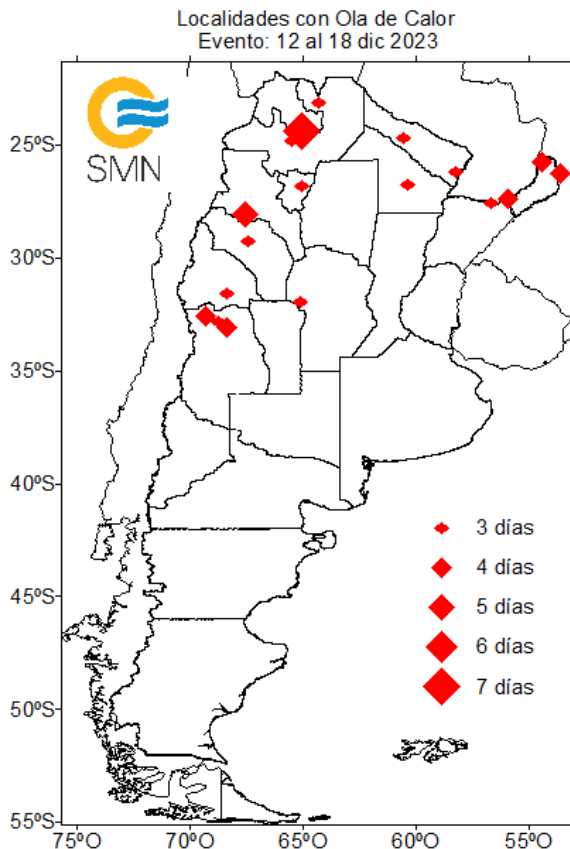 Localidades con Ola de Calor
Evento: 12 al 18 dic 2023
SMN
25ºS
30ºS
35ºS
40ºS
45ºS
50ºS
55ºS
3 días
4 días
5 días
6 días
7 días
75ºO
70ºO
65ºO
60ºO
55ºO